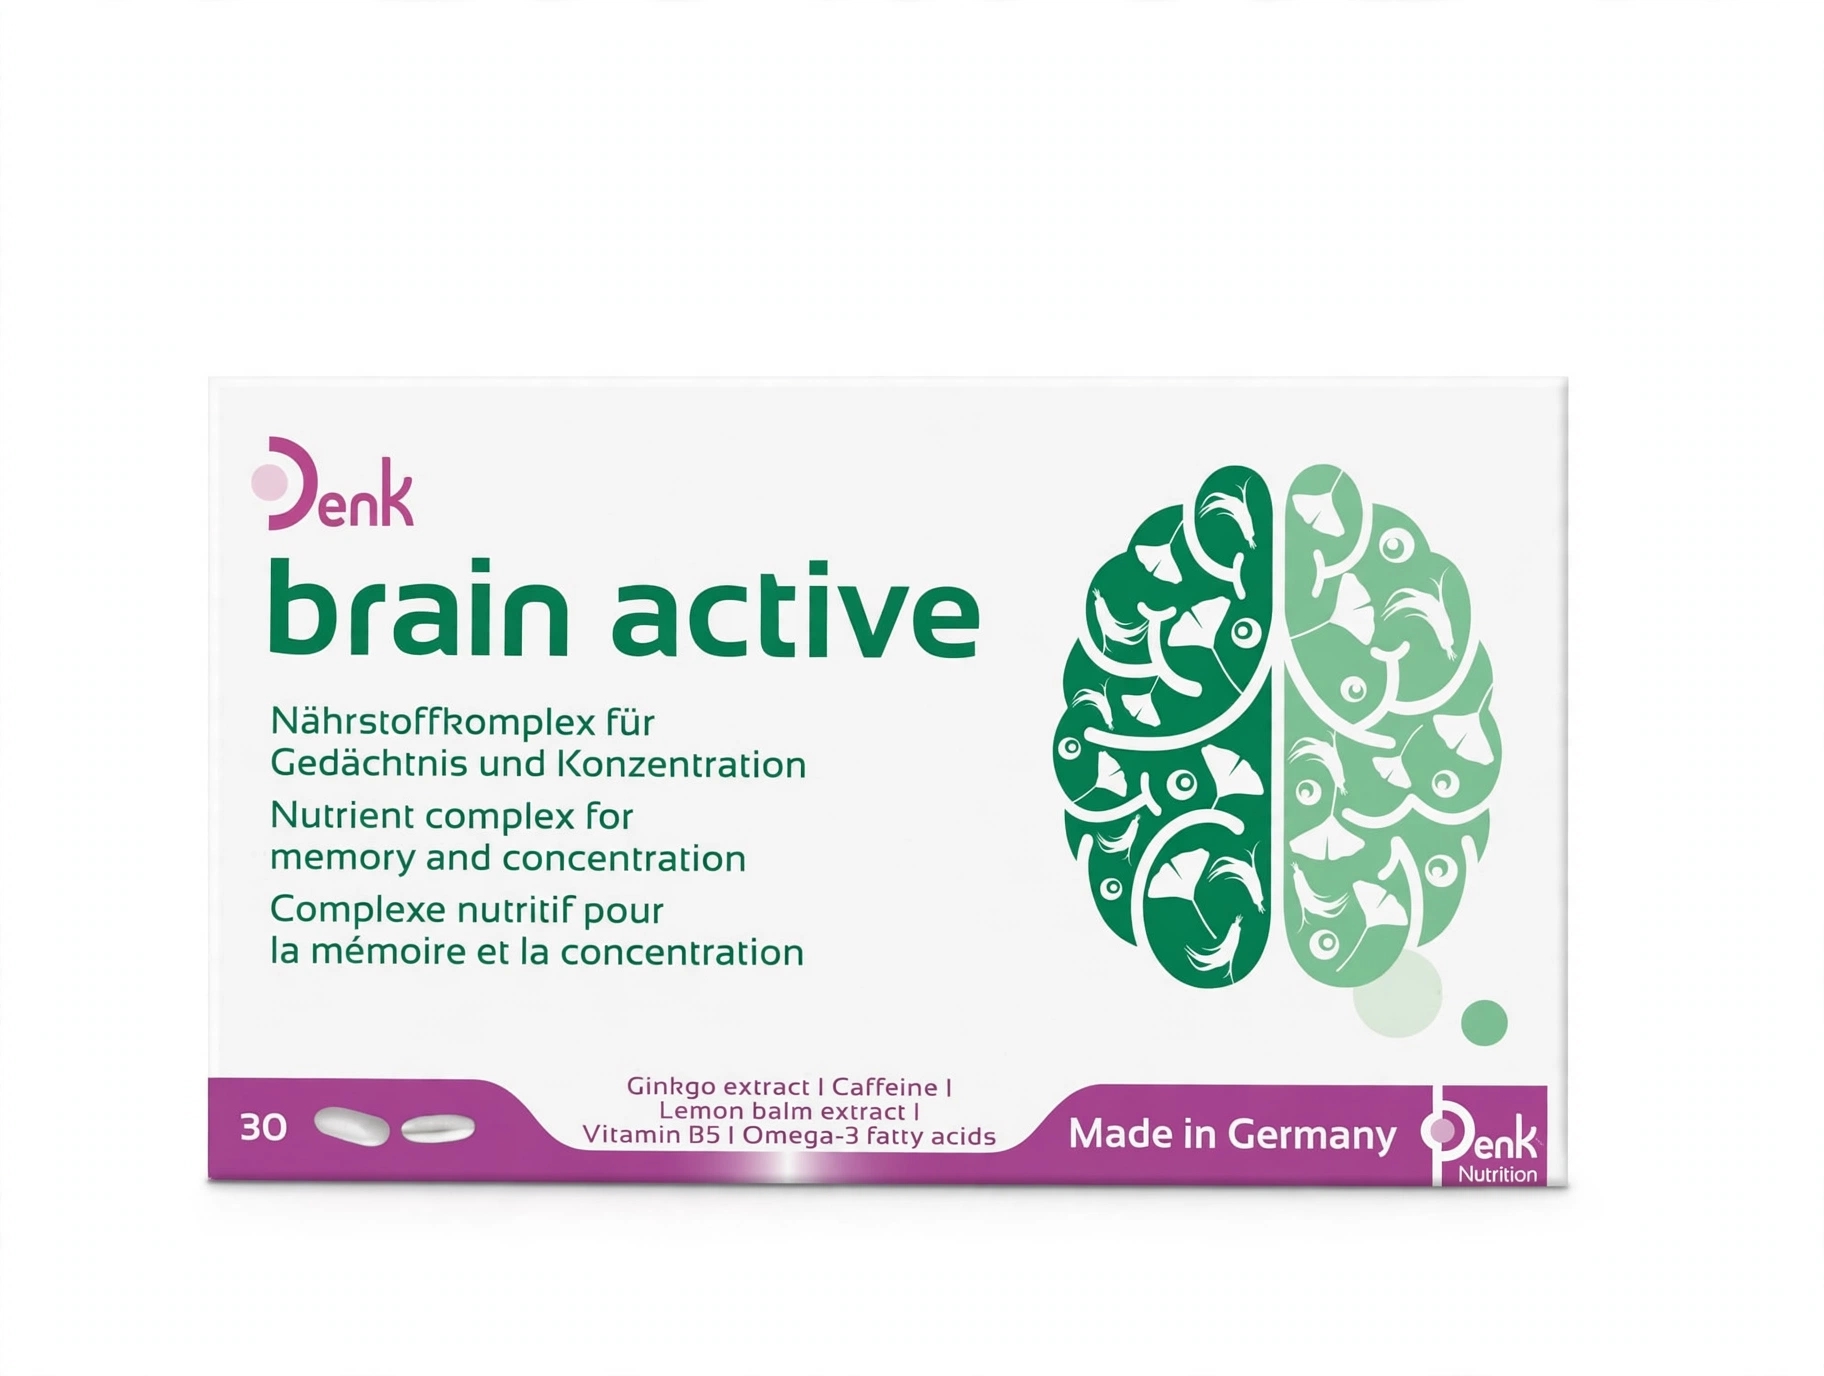 Denk
brain active
Nährstoffkomplex für
Gedächtnis und Konzentration
Nutrient complex for
memory and concentration
Complexe nutritif pour
la mémoire et la concentration
30
Ginkgo extract | Caffeine |
Lemon balm extract |
Vitamin B5 | Omega-3 fatty acids
Made in Germany
Denk
Nutrition